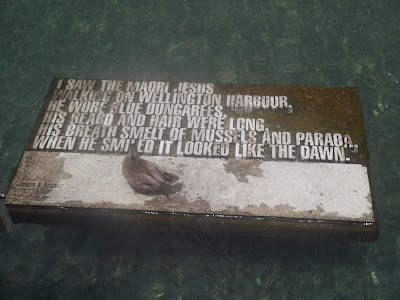 I SAW THE MAORI JESUS
WALKING ON WELLINGTON HARBOUR.
HE WORE BLUE DUNGAREES.
HIS BEARD AND HAIR WERE LONG.
HIS BREATH SMELT OF MUSSELS AND PARAOA.
WHEN HE SMILED IT LOOKED LIKE THE DAWN.